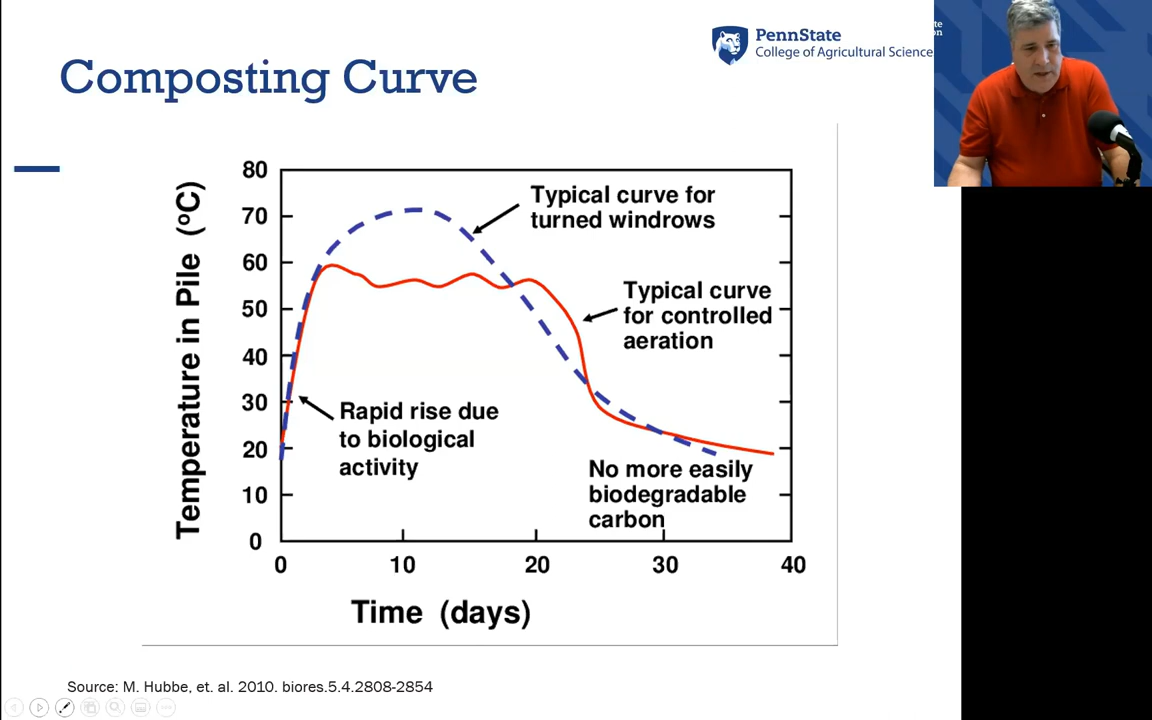 PennState
College of Agricultural Science
te
on
Composting Curve
Temperature in Pile (ºC)
80
70
60
50
40
30
20
10
0
Typical curve for
turned windrows
Typical curve
for controlled
aeration
Rapid rise due
to biological
activity
No more easily
biodegradable
carbon
0
10
20
30
40
Time (days)
Source: M. Hubbe, et. al. 2010. biores.5.4.2808-2854